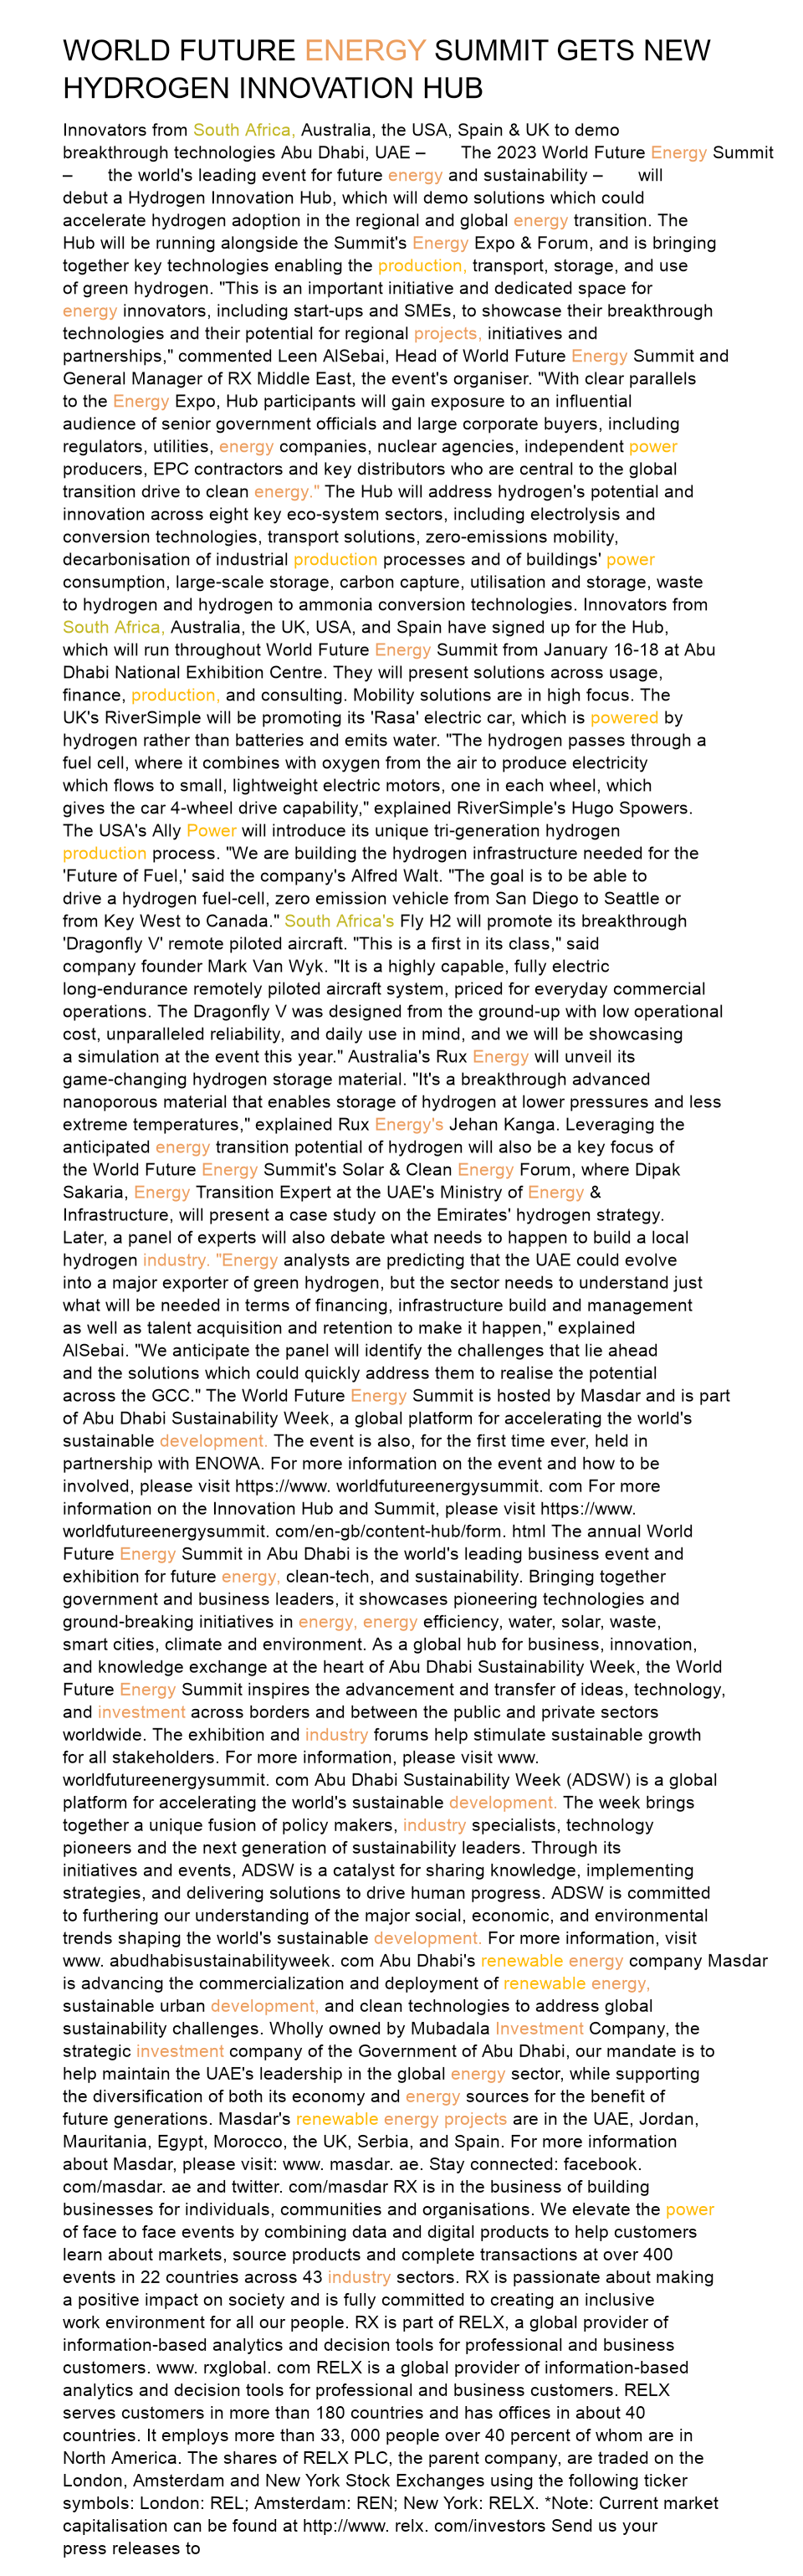 WORLD FUTURE ENERGY SUMMIT GETS NEW
HYDROGEN INNOVATION HUB
Innovators from South Africa, Australia, the USA, Spain & UK to demo
breakthrough technologies Abu Dhabi, UAE – The 2023 World Future Energy Summit
– the world's leading event for future energy and sustainability – will
debut a Hydrogen Innovation Hub, which will demo solutions which could
accelerate hydrogen adoption in the regional and global energy transition. The
Hub will be running alongside the Summit's Energy Expo & Forum, and is bringing
together key technologies enabling the production, transport, storage, and use
of green hydrogen. "This is an important initiative and dedicated space for
energy innovators, including start-ups and SMEs, to showcase their breakthrough
technologies and their potential for regional projects, initiatives and
partnerships," commented Leen AlSebai, Head of World Future Energy Summit and
General Manager of RX Middle East, the event's organiser. "With clear parallels
to the Energy Expo, Hub participants will gain exposure to an influential
audience of senior government officials and large corporate buyers, including
regulators, utilities, energy companies, nuclear agencies, independent power
producers, EPC contractors and key distributors who are central to the global
transition drive to clean energy." The Hub will address hydrogen's potential and
innovation across eight key eco-system sectors, including electrolysis and
conversion technologies, transport solutions, zero-emissions mobility,
decarbonisation of industrial production processes and of buildings' power
consumption, large-scale storage, carbon capture, utilisation and storage, waste
to hydrogen and hydrogen to ammonia conversion technologies. Innovators from
South Africa, Australia, the UK, USA, and Spain have signed up for the Hub,
which will run throughout World Future Energy Summit from January 16-18 at Abu
Dhabi National Exhibition Centre. They will present solutions across usage,
finance, production, and consulting. Mobility solutions are in high focus. The
UK's RiverSimple will be promoting its 'Rasa' electric car, which is powered by
hydrogen rather than batteries and emits water. "The hydrogen passes through a
fuel cell, where it combines with oxygen from the air to produce electricity
which flows to small, lightweight electric motors, one in each wheel, which
gives the car 4-wheel drive capability," explained RiverSimple's Hugo Spowers.
The USA's Ally Power will introduce its unique tri-generation hydrogen
production process. "We are building the hydrogen infrastructure needed for the
'Future of Fuel,' said the company's Alfred Walt. "The goal is to be able to
drive a hydrogen fuel-cell, zero emission vehicle from San Diego to Seattle or
from Key West to Canada." South Africa's Fly H2 will promote its breakthrough
'Dragonfly V' remote piloted aircraft. "This is a first in its class," said
company founder Mark Van Wyk. "It is a highly capable, fully electric
long-endurance remotely piloted aircraft system, priced for everyday commercial
operations. The Dragonfly V was designed from the ground-up with low operational
cost, unparalleled reliability, and daily use in mind, and we will be showcasing
a simulation at the event this year." Australia's Rux Energy will unveil its
game-changing hydrogen storage material. "It's a breakthrough advanced
nanoporous material that enables storage of hydrogen at lower pressures and less
extreme temperatures," explained Rux Energy's Jehan Kanga. Leveraging the
anticipated energy transition potential of hydrogen will also be a key focus of
the World Future Energy Summit's Solar & Clean Energy Forum, where Dipak
Sakaria, Energy Transition Expert at the UAE's Ministry of Energy &
Infrastructure, will present a case study on the Emirates' hydrogen strategy.
Later, a panel of experts will also debate what needs to happen to build a local
hydrogen industry. "Energy analysts are predicting that the UAE could evolve
into a major exporter of green hydrogen, but the sector needs to understand just
what will be needed in terms of financing, infrastructure build and management
as well as talent acquisition and retention to make it happen," explained
AlSebai. "We anticipate the panel will identify the challenges that lie ahead
and the solutions which could quickly address them to realise the potential
across the GCC." The World Future Energy Summit is hosted by Masdar and is part
of Abu Dhabi Sustainability Week, a global platform for accelerating the world's
sustainable development. The event is also, for the first time ever, held in
partnership with ENOWA. For more information on the event and how to be
involved, please visit https://www. worldfutureenergysummit. com For more
information on the Innovation Hub and Summit, please visit https://www.
worldfutureenergysummit. com/en-gb/content-hub/form. html The annual World
Future Energy Summit in Abu Dhabi is the world's leading business event and
exhibition for future energy, clean-tech, and sustainability. Bringing together
government and business leaders, it showcases pioneering technologies and
ground-breaking initiatives in energy, energy efficiency, water, solar, waste,
smart cities, climate and environment. As a global hub for business, innovation,
and knowledge exchange at the heart of Abu Dhabi Sustainability Week, the World
Future Energy Summit inspires the advancement and transfer of ideas, technology,
and investment across borders and between the public and private sectors
worldwide. The exhibition and industry forums help stimulate sustainable growth
for all stakeholders. For more information, please visit www.
worldfutureenergysummit. com Abu Dhabi Sustainability Week (ADSW) is a global
platform for accelerating the world's sustainable development. The week brings
together a unique fusion of policy makers, industry specialists, technology
pioneers and the next generation of sustainability leaders. Through its
initiatives and events, ADSW is a catalyst for sharing knowledge, implementing
strategies, and delivering solutions to drive human progress. ADSW is committed
to furthering our understanding of the major social, economic, and environmental
trends shaping the world's sustainable development. For more information, visit
www. abudhabisustainabilityweek. com Abu Dhabi's renewable energy company Masdar
is advancing the commercialization and deployment of renewable energy,
sustainable urban development, and clean technologies to address global
sustainability challenges. Wholly owned by Mubadala Investment Company, the
strategic investment company of the Government of Abu Dhabi, our mandate is to
help maintain the UAE's leadership in the global energy sector, while supporting
the diversification of both its economy and energy sources for the benefit of
future generations. Masdar's renewable energy projects are in the UAE, Jordan,
Mauritania, Egypt, Morocco, the UK, Serbia, and Spain. For more information
about Masdar, please visit: www. masdar. ae. Stay connected: facebook.
com/masdar. ae and twitter. com/masdar RX is in the business of building
businesses for individuals, communities and organisations. We elevate the power
of face to face events by combining data and digital products to help customers
learn about markets, source products and complete transactions at over 400
events in 22 countries across 43 industry sectors. RX is passionate about making
a positive impact on society and is fully committed to creating an inclusive
work environment for all our people. RX is part of RELX, a global provider of
information-based analytics and decision tools for professional and business
customers. www. rxglobal. com RELX is a global provider of information-based
analytics and decision tools for professional and business customers. RELX
serves customers in more than 180 countries and has offices in about 40
countries. It employs more than 33, 000 people over 40 percent of whom are in
North America. The shares of RELX PLC, the parent company, are traded on the
London, Amsterdam and New York Stock Exchanges using the following ticker
symbols: London: REL; Amsterdam: REN; New York: RELX. *Note: Current market
capitalisation can be found at http://www. relx. com/investors Send us your
press releases to